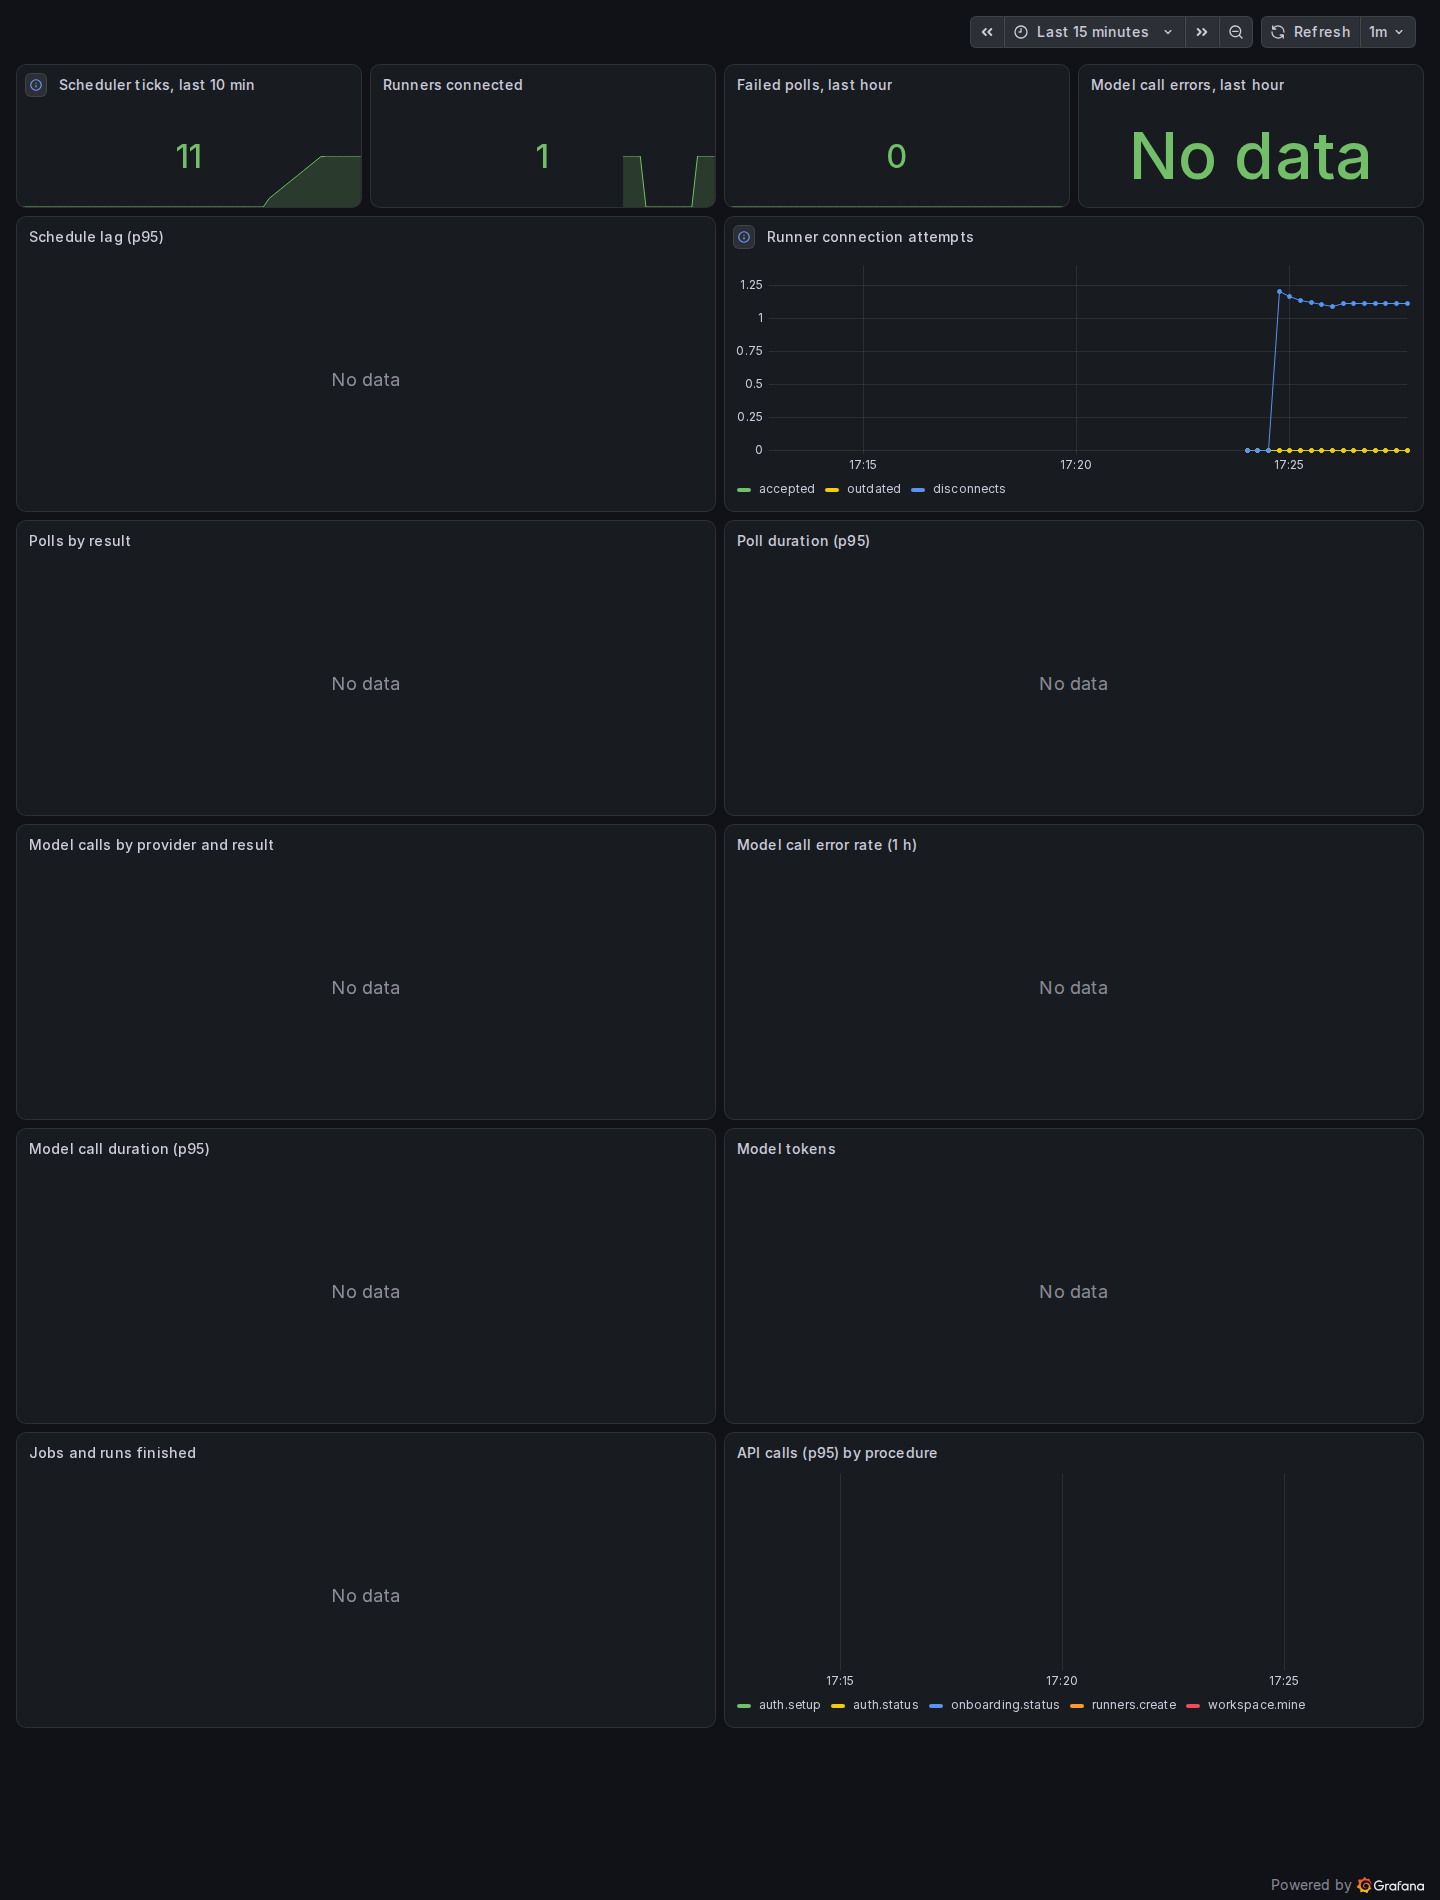 Last 15 minutes
Refresh
1m
Scheduler ticks, last 10 min
11
Runners connected
1
Failed polls, last hour
0
Model call errors, last hour
No data
Schedule lag (p95)
No data
Runner connection attempts
1.25
1
0.75
0.5
0.25
0
17:15 17:20 17:25
accepted outdated disconnects
Polls by result
No data
Poll duration (p95)
No data
Model calls by provider and result
No data
Model call error rate (1 h)
No data
Model call duration (p95)
No data
Model tokens
No data
Jobs and runs finished
No data
API calls (p95) by procedure
17:15 17:20 17:25
auth.setup auth.status onboarding.status runners.create workspace.mine
Powered by Grafana